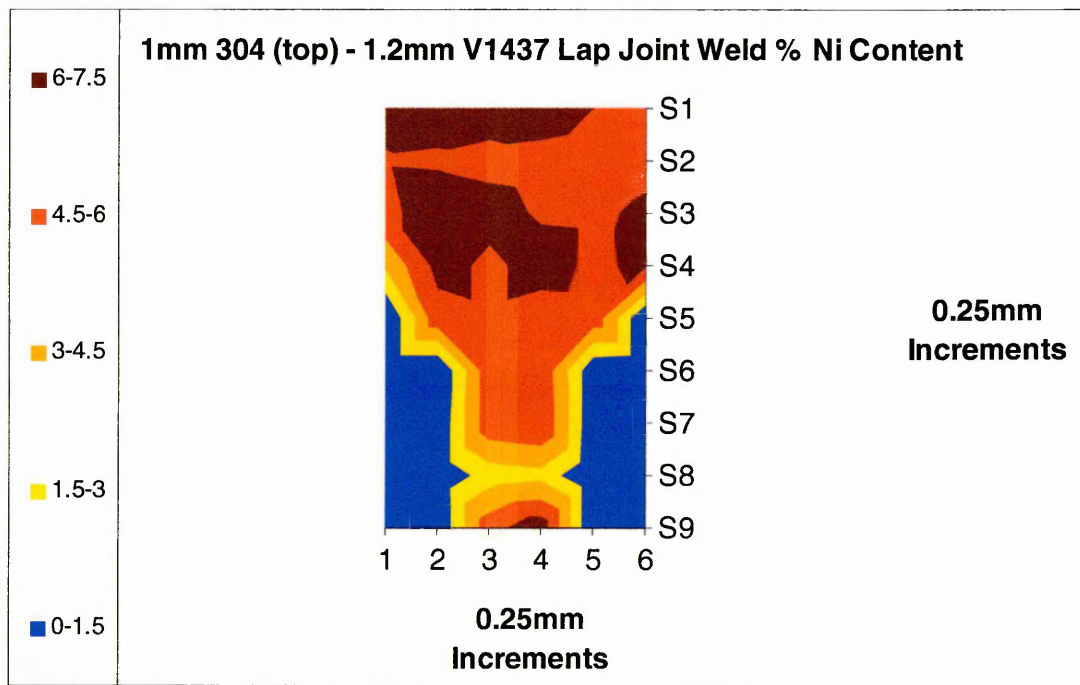 1mm 304 (top) - 1.2mm V1437 Lap Joint Weld % Ni Content
6-7.5
4.5-6
3-4.5
1.5-3
0-1.5
S1
S2
S3
S4
S5
S6
S7
S8
S9
1 2 3 4 5 6
0.25mm
Increments
0.25mm
Increments